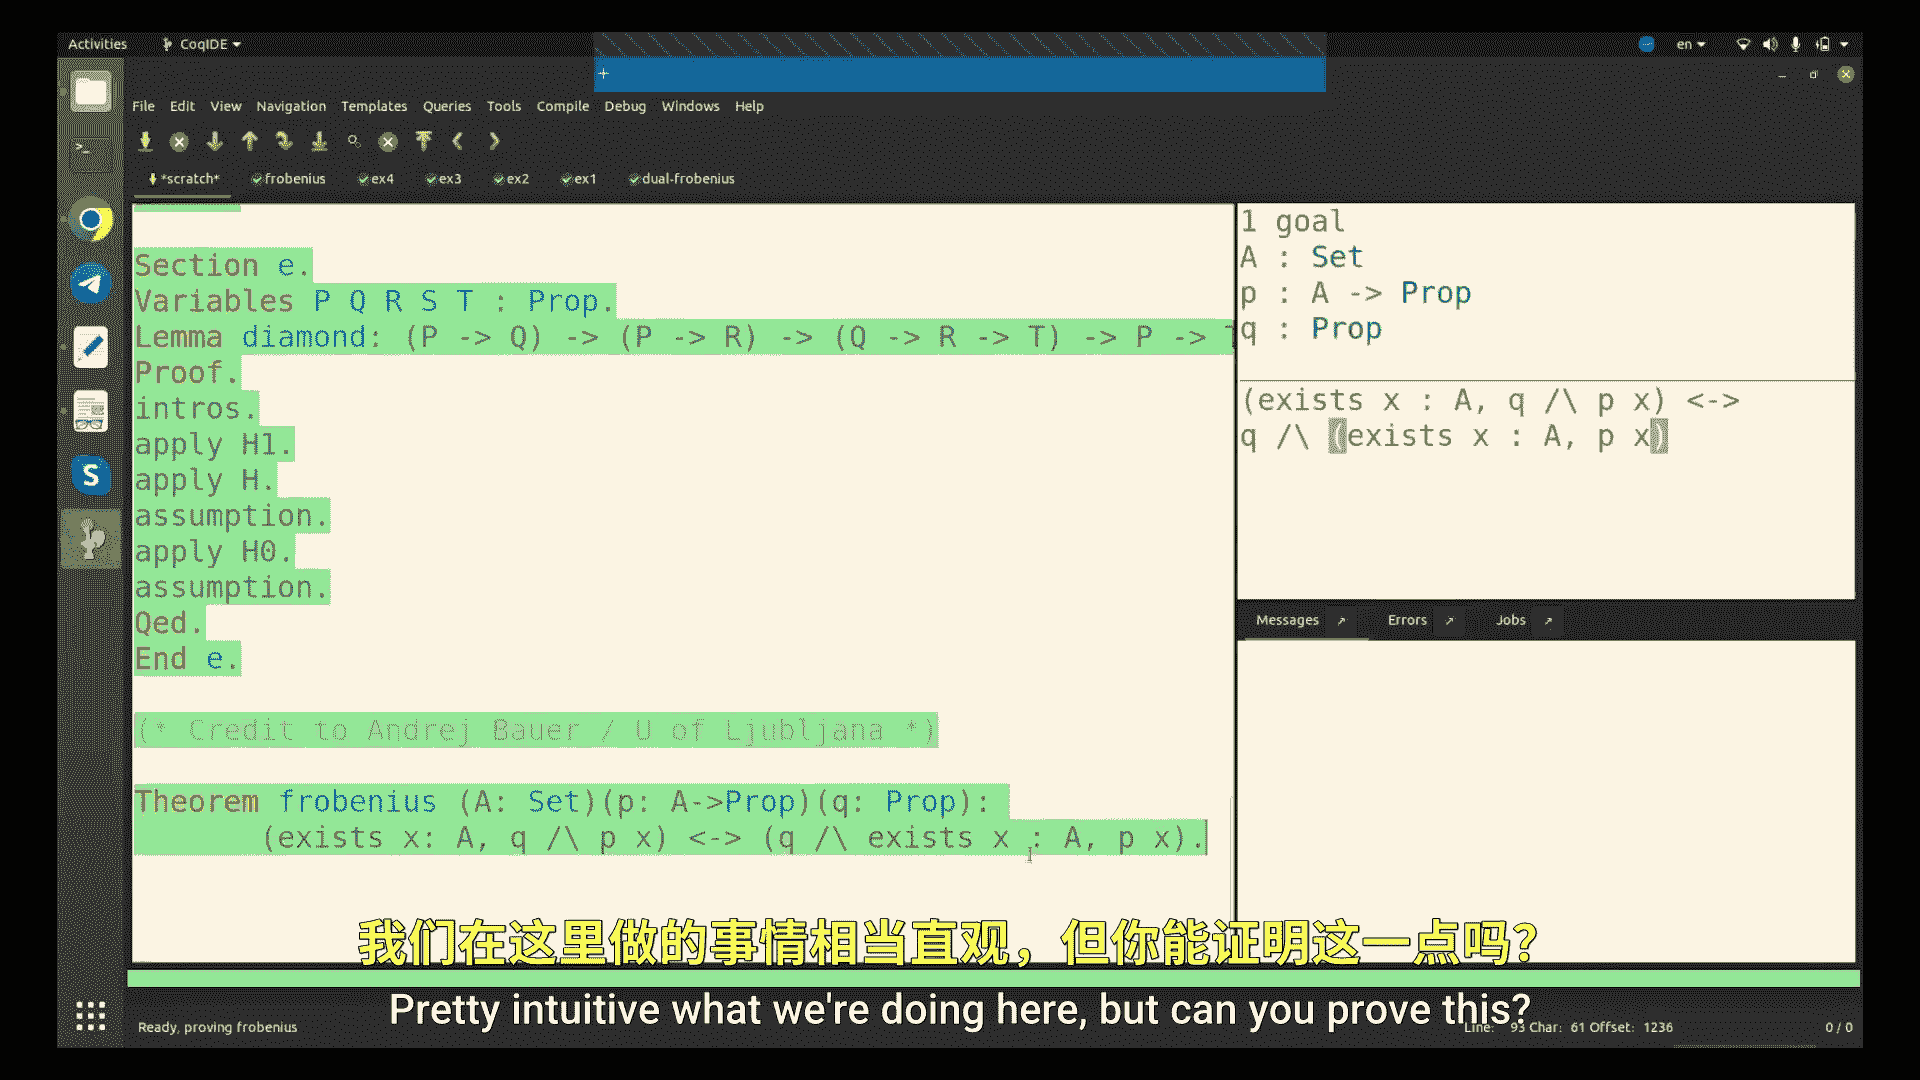 Activities CoqIDE en
+
File Edit View Navigation Templates Queries Tools Compile Debug Windows Help
*scratch* frobenius ex4 ex3 ex2 ex1 dual-frobenius
Section e.
Variables P Q R S T : Prop.
Lemma diamond: (P -> Q) -> (P -> R) -> (Q -> R -> T) -> P -> T
Proof.
intros.
apply H1.
apply H.
assumption.
apply H0.
assumption.
Qed.
End e.
(* Credit to Andrej Bauer / U of Ljubljana *)
Theorem frobenius (A: Set)(p: A->Prop)(q: Prop):
(exists x: A, q /\ p x) <-> (q /\ exists x : A, p x).
1 goal
A : Set
p : A -> Prop
q : Prop
(exists x : A, q /\ p x) <->
q /\ (exists x : A, p x)
Messages Errors Jobs
我们在这里做的事情相当直观，但你能证明这一点吗？
Pretty intuitive what we're doing here, but can you prove this?
Ready, proving frobenius Line: 93 Char: 61 Offset: 1236 0 / 0